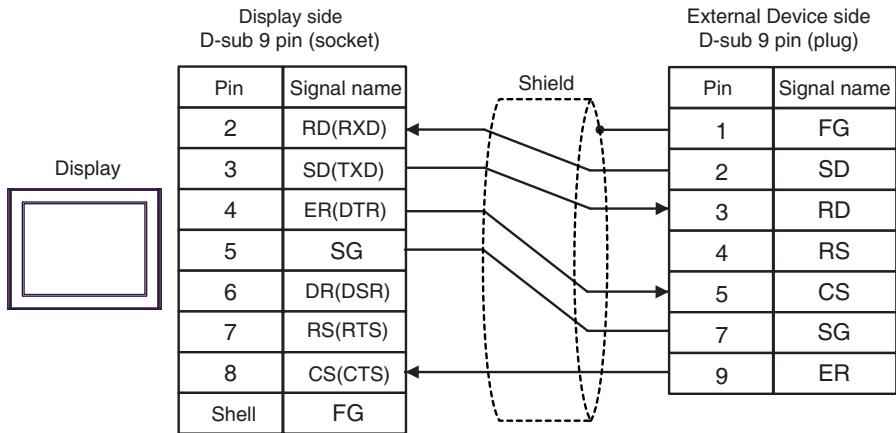 Display side
D-sub 9 pin (socket)
External Device side
D-sub 9 pin (plug)
Display
Shield
Pin Signal name
2 RD(RXD)
3 SD(TXD)
4 ER(DTR)
5 SG
6 DR(DSR)
7 RS(RTS)
8 CS(CTS)
Shell FG
Pin Signal name
1 FG
2 SD
3 RD
4 RS
5 CS
7 SG
9 ER